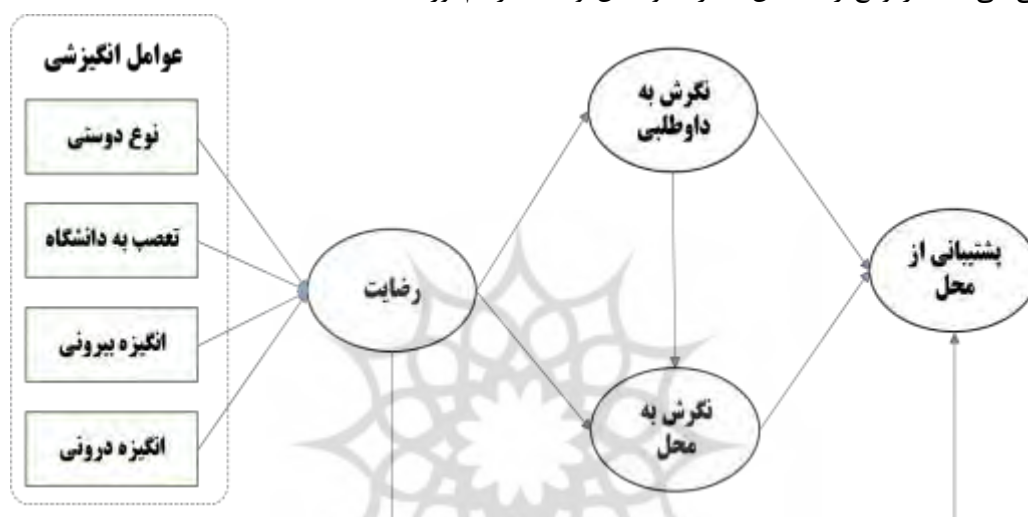 عوامل انگیزشی
نوع دوستی
تعصب به دانشگاه
انگیزه بیرونی
انگیزه درونی
رضایت
نگرش به
داوطلبی
نگرش به
محل
پشتیبانی از
محل